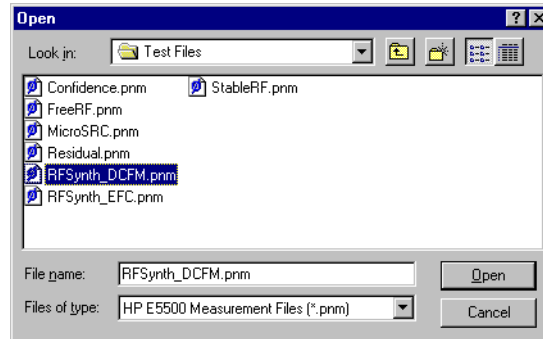 Open
Look in: Test Files
Confidence.pnm StableRF.pnm
FreeRF.pnm
MicroSRC.pnm
Residual.pnm
RFSynth_DCFM.pnm
RFSynth_EFC.pnm
File name: RFSynth_DCFM.pnm Open
Files of type: HP E5500 Measurement Files (*.pnm) Cancel